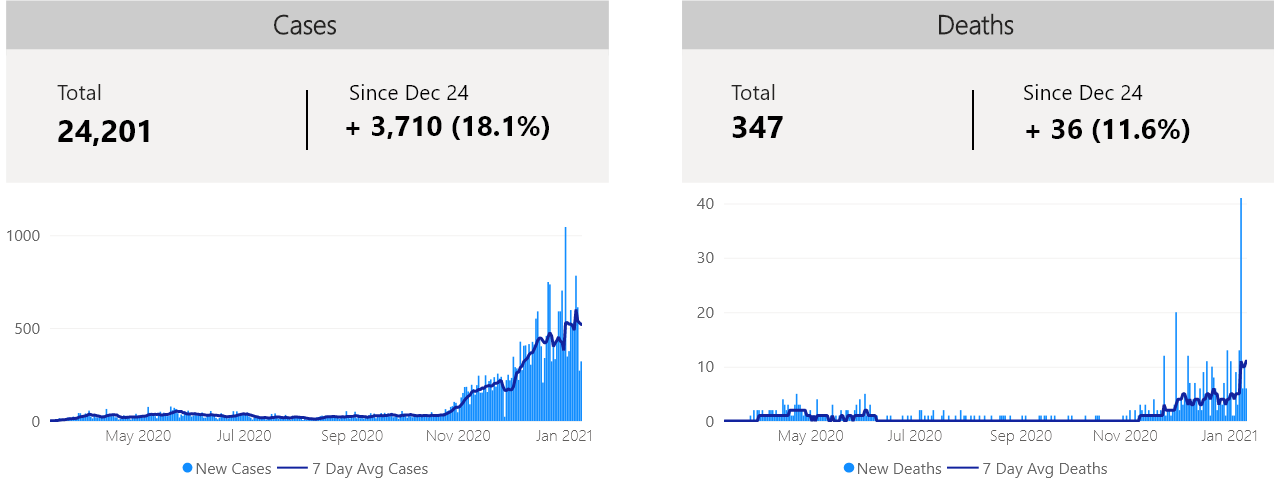 Cases
Total
24,201
Since Dec 24
+ 3,710 (18.1%)
1000
500
0
May 2020 Jul 2020 Sep 2020 Nov 2020 Jan 2021
New Cases 7 Day Avg Cases
Deaths
Total
347
Since Dec 24
+ 36 (11.6%)
40
30
20
10
0
May 2020 Jul 2020 Sep 2020 Nov 2020 Jan 2021
New Deaths 7 Day Avg Deaths